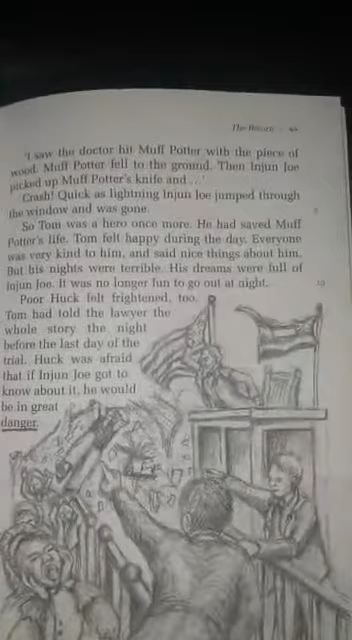 The Return
'I saw the doctor hit Muff Potter with the piece of
wood. Muff Potter fell to the ground. Then Injun Joe
picked up Muff Potter's knife and ...'
Crash! Quick as lightning Injun Joe jumped through
the window and was gone.
5
So Tom was a hero once more. He had saved Muff
Potter's life. Tom felt happy during the day. Everyone
was very kind to him, and said nice things about him.
But his nights were terrible. His dreams were full of
Injun Joe. It was no longer fun to go out at night.
10
Poor Huck felt frightened, too.
Tom had told the lawyer the
whole story the night
before the last day of the
trial. Huck was afraid
that if Injun Joe got to
know about it, he would
be in great
danger.